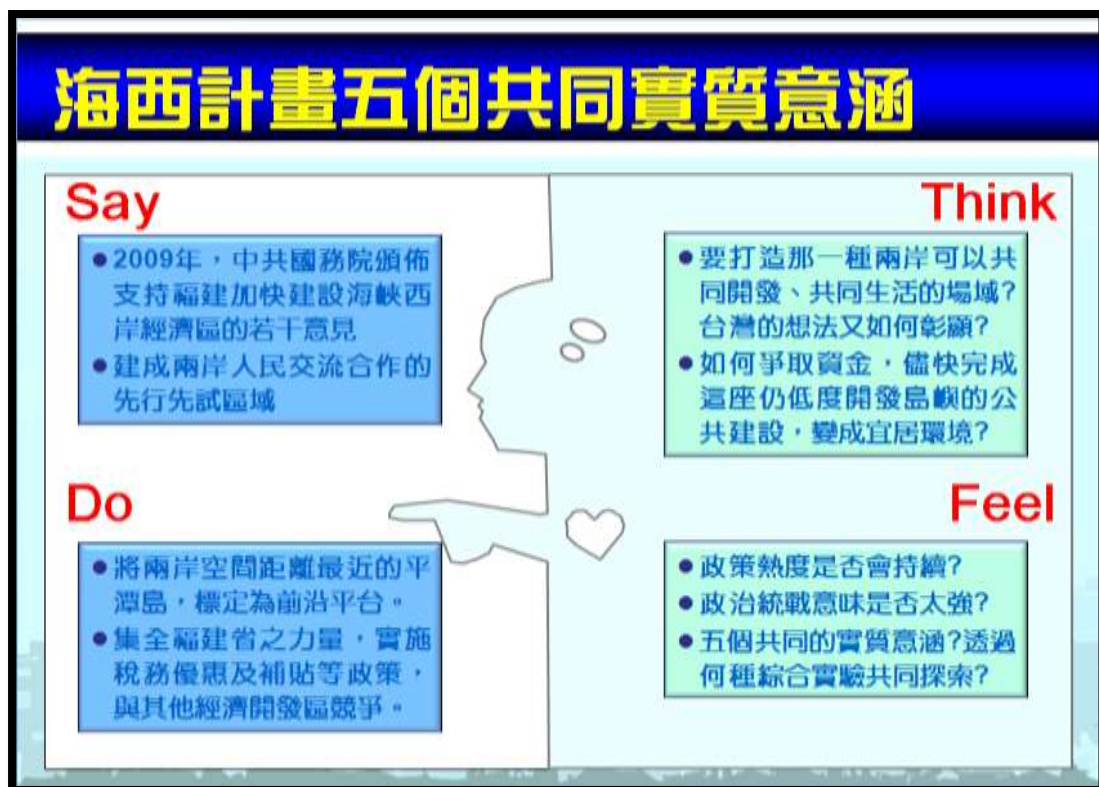 海西計畫五個共同實質意涵
Say
●2009年，中共國務院頒佈
支持福建加快建設海峽西
岸經濟區的若干意見
●建成兩岸人民交流合作的
先行先試區域
Think
●要打造那一種兩岸可以共
同開發、共同生活的場域?
台灣的想法又如何彰顯?
●如何爭取資金，儘快完成
這座仍低度開發島嶼的公
共建設，變成宜居環境?
Do
●將兩岸空間距離最近的平
潭島，標定為前沿平台。
●集全福建省之力量，實施
稅務優惠及補貼等政策，
與其他經濟開發區競爭。
Feel
●政策熱度是否會持續?
●政治統戰意味是否太強?
●五個共同的實質意涵?透過
何種綜合實驗共同探索?